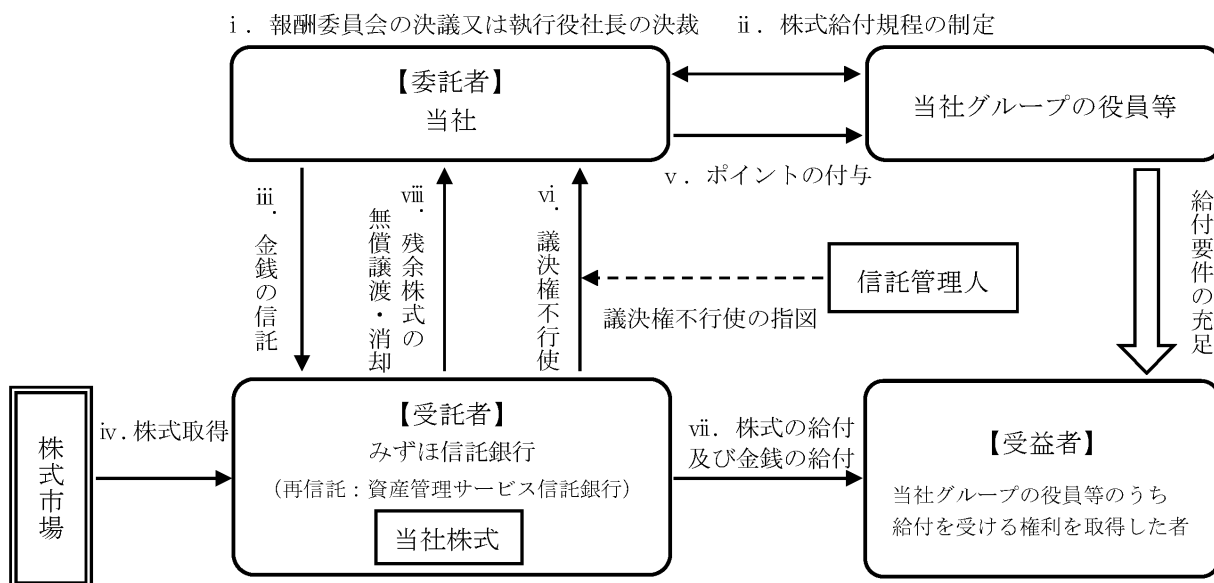 ⅰ．報酬委員会の決議又は執行役社長の決裁　ⅱ．株式給付規程の制定
【委託者】
当社
当社グループの役員等
ⅴ．ポイントの付与
ⅲ．金銭の信託
ⅷ．残余株式の
無償譲渡・消却
ⅵ．議決権不行使
給付要件の充足
信託管理人
議決権不行使の指図
株式市場
ⅳ．株式取得
【受託者】
みずほ信託銀行
（再信託：資産管理サービス信託銀行）
当社株式
ⅶ．株式の給付
及び金銭の給付
【受益者】
当社グループの役員等のうち
給付を受ける権利を取得した者